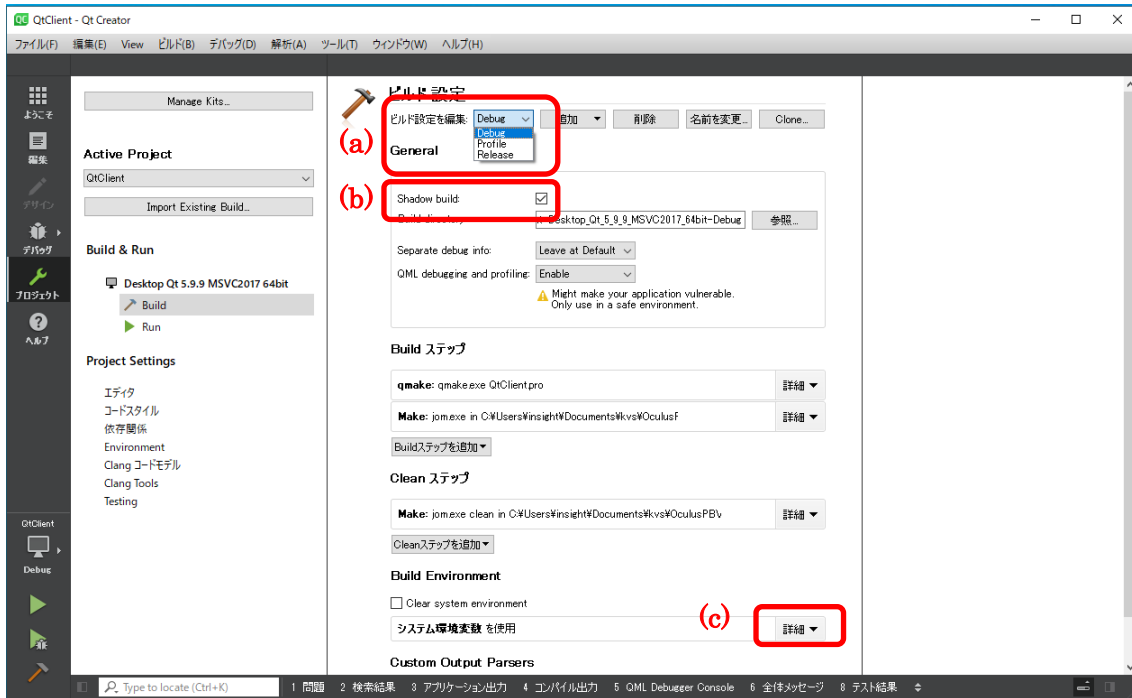 QtClient - Qt Creator
ファイル(F) 編集(E) View ビルド(B) デバッグ(D) 解析(A) ツール(T) ウィンドウ(W) ヘルプ(H)
ようこそ
編集
デザイン
デバッグ
プロジェクト
ヘルプ
QtClient
Debug
Manage Kits...
Active Project
QtClient
Import Existing Build...
Build & Run
Desktop Qt 5.9.9 MSVC2017 64bit
Build
Run
Project Settings
エディタ
コードスタイル
依存関係
Environment
Clang コードモデル
Clang Tools
Testing
ビルド設定
(a)
ビルド設定を編集: Debug 追加 削除 名前を変更... Clone...
Debug
Profile
Release
General
(b)
Shadow build:
Build directory: t-Desktop_Qt_5_9_9_MSVC2017_64bit-Debug 参照...
Separate debug info: Leave at Default
QML debugging and profiling: Enable
Might make your application vulnerable.
Only use in a safe environment.
Build ステップ
qmake: qmake.exe QtClient.pro 詳細
Make: jom.exe in C:¥Users¥insight¥Documents¥kvs¥OculusF 詳細
Buildステップを追加
Clean ステップ
Make: jom.exe clean in C:¥Users¥insight¥Documents¥kvs¥OculusPBV 詳細
Cleanステップを追加
Build Environment
Clear system environment
(c)
システム環境変数 を使用 詳細
Custom Output Parsers
Type to locate (Ctrl+K) 1 問題 2 検索結果 3 アプリケーション出力 4 コンパイル出力 5 QML Debugger Console 6 全体メッセージ 8 テスト結果